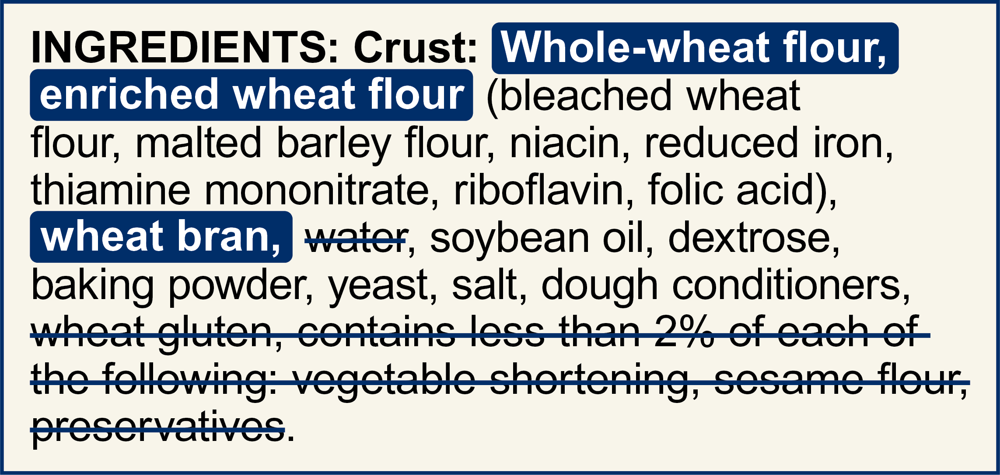 INGREDIENTS: Crust: Whole-wheat flour,
enriched wheat flour (bleached wheat
flour, malted barley flour, niacin, reduced iron,
thiamine mononitrate, riboflavin, folic acid),
wheat bran, water, soybean oil, dextrose,
baking powder, yeast, salt, dough conditioners,
wheat gluten, contains less than 2% of each of
the following: vegetable shortening, sesame flour,
preservatives.